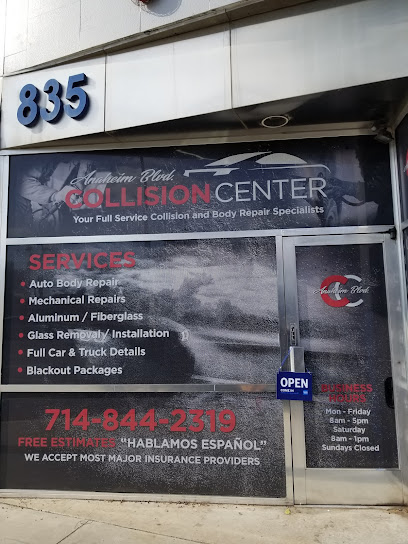 835
Anaheim Blvd.
COLLISION CENTER
Your Full Service Collision and Body Repair Specialists
SERVICES
• Auto Body Repair
• Mechanical Repairs
• Aluminum / Fiberglass
• Glass Removal / Installation
• Full Car & Truck Details
• Blackout Packages
714-844-2319
FREE ESTIMATES "HABLAMOS ESPAÑOL"
WE ACCEPT MOST MAJOR INSURANCE PROVIDERS
Anaheim Blvd.
OPEN
BUSINESS
HOURS
Mon - Friday
8am - 5pm
Saturday
8am - 1pm
Sundays Closed